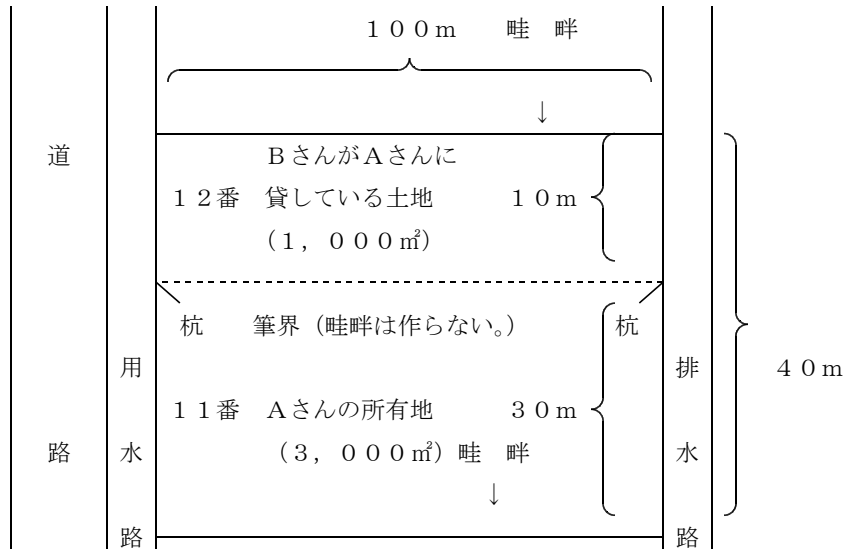 １００ｍ　畦　畔
↓
道　ＢさんがＡさんに
１２番　貸している土地　１０ｍ
（１，０００㎡）
杭　筆界（畦畔は作らない。）　杭
用　排　４０ｍ
１１番　Ａさんの所有地　３０ｍ
路　水　（３，０００㎡）畦　畔　水
↓
路　路